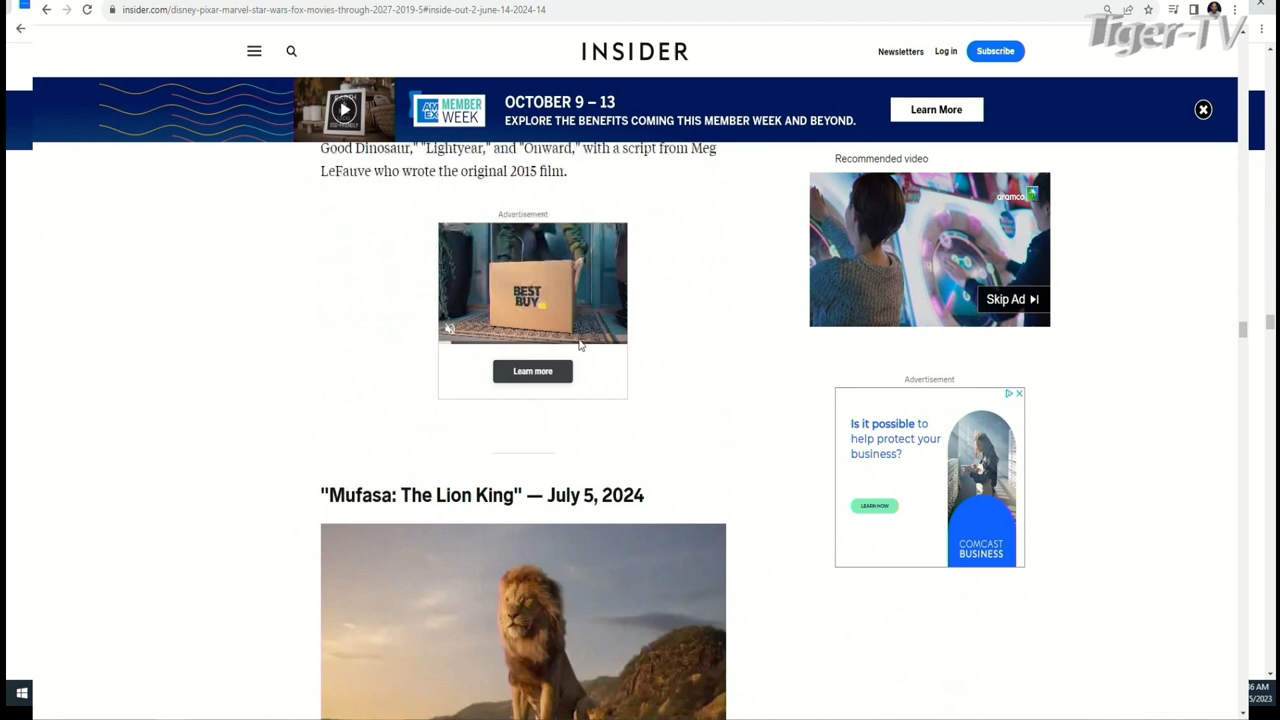 insider.com/disney-pixar-marvel-star-wars-fox-movies-through-2027-2019-5#inside-out-2-june-14-2024-14
Tiger-TV
INSIDER
Newsletters
Log in
Subscribe
AM EX
MEMBER
WEEK
OCTOBER 9 – 13
EXPLORE THE BENEFITS COMING THIS MEMBER WEEK AND BEYOND.
Learn More
Good Dinosaur," "Lightyear," and "Onward," with a script from Meg
LeFauve who wrote the original 2015 film.
Advertisement
BEST
BUY
Learn more
"Mufasa: The Lion King" — July 5, 2024
Recommended video
aramco
Skip Ad
Advertisement
Is it possible to
help protect your
business?
LEARN NOW
COMCAST
BUSINESS